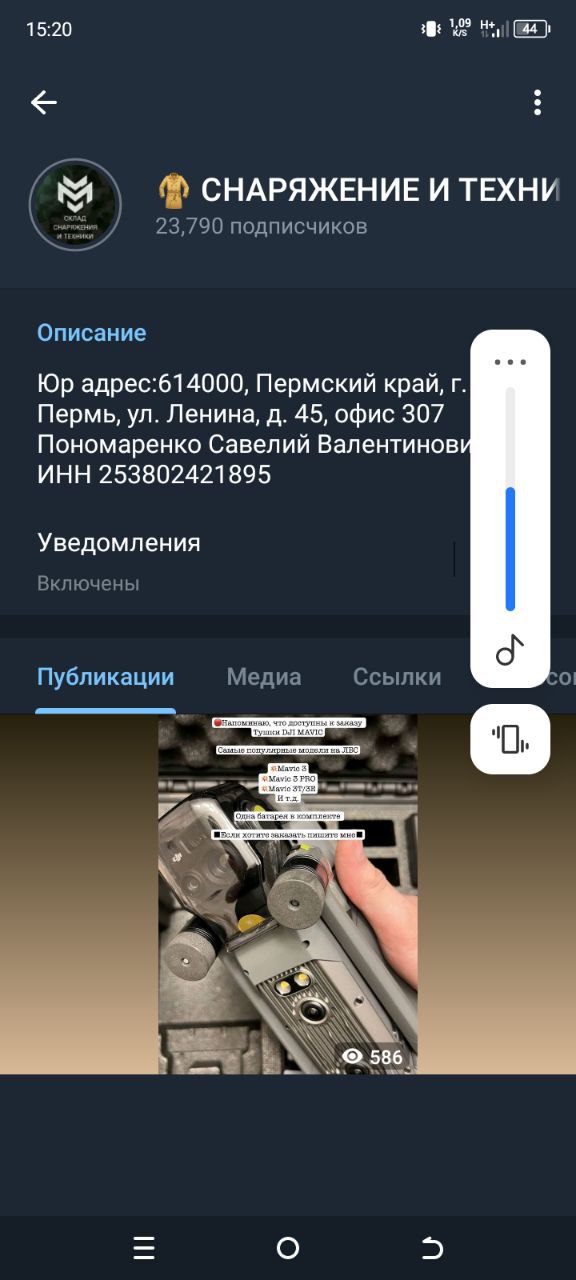 15:20
1,09
K/S
H+
44
СНАРЯЖЕНИЕ И ТЕХНИ
23,790 подписчиков
СКЛАД
СНАРЯЖЕНИЯ
И ТЕХНИКИ
Описание
Юр адрес:614000, Пермский край, г.
Пермь, ул. Ленина, д. 45, офис 307
Пономаренко Савелий Валентинови
ИНН 253802421895
Уведомления
Включены
Публикации Медиа Ссылки
Напоминаю, что доступны к заказу
Тушки DJI MAVIC
Самые популярные модели на ЛБС
Mavic 3
Mavic 3 PRO
Mavic 3T/3E
И т.д.
Одна батарея в комплекте
Если хотите заказать пишите мне
586